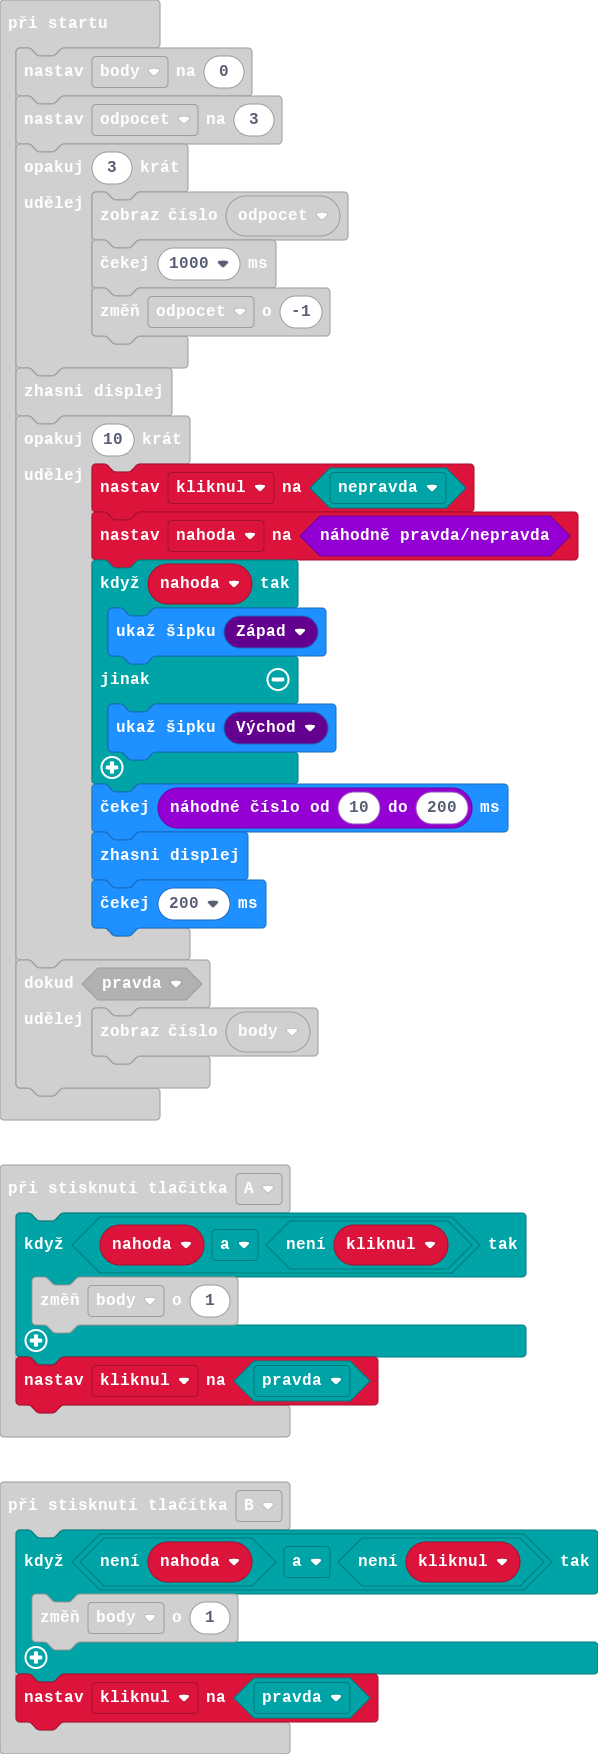 při startu
nastav body na 0
nastav odpocet na 3
opakuj 3 krát
udělej
zobraz číslo odpocet
čekej 1000 ms
změň odpocet o -1
zhasni displej
opakuj 10 krát
udělej
nastav kliknul na nepravda
nastav nahoda na náhodně pravda/nepravda
když nahoda tak
ukaž šipku Západ
jinak
ukaž šipku Východ
čekej náhodné číslo od 10 do 200 ms
zhasni displej
čekej 200 ms
dokud pravda
udělej
zobraz číslo body
při stisknutí tlačítka A
když nahoda a není kliknul tak
změň body o 1
nastav kliknul na pravda
při stisknutí tlačítka B
když není nahoda a není kliknul tak
změň body o 1
nastav kliknul na pravda